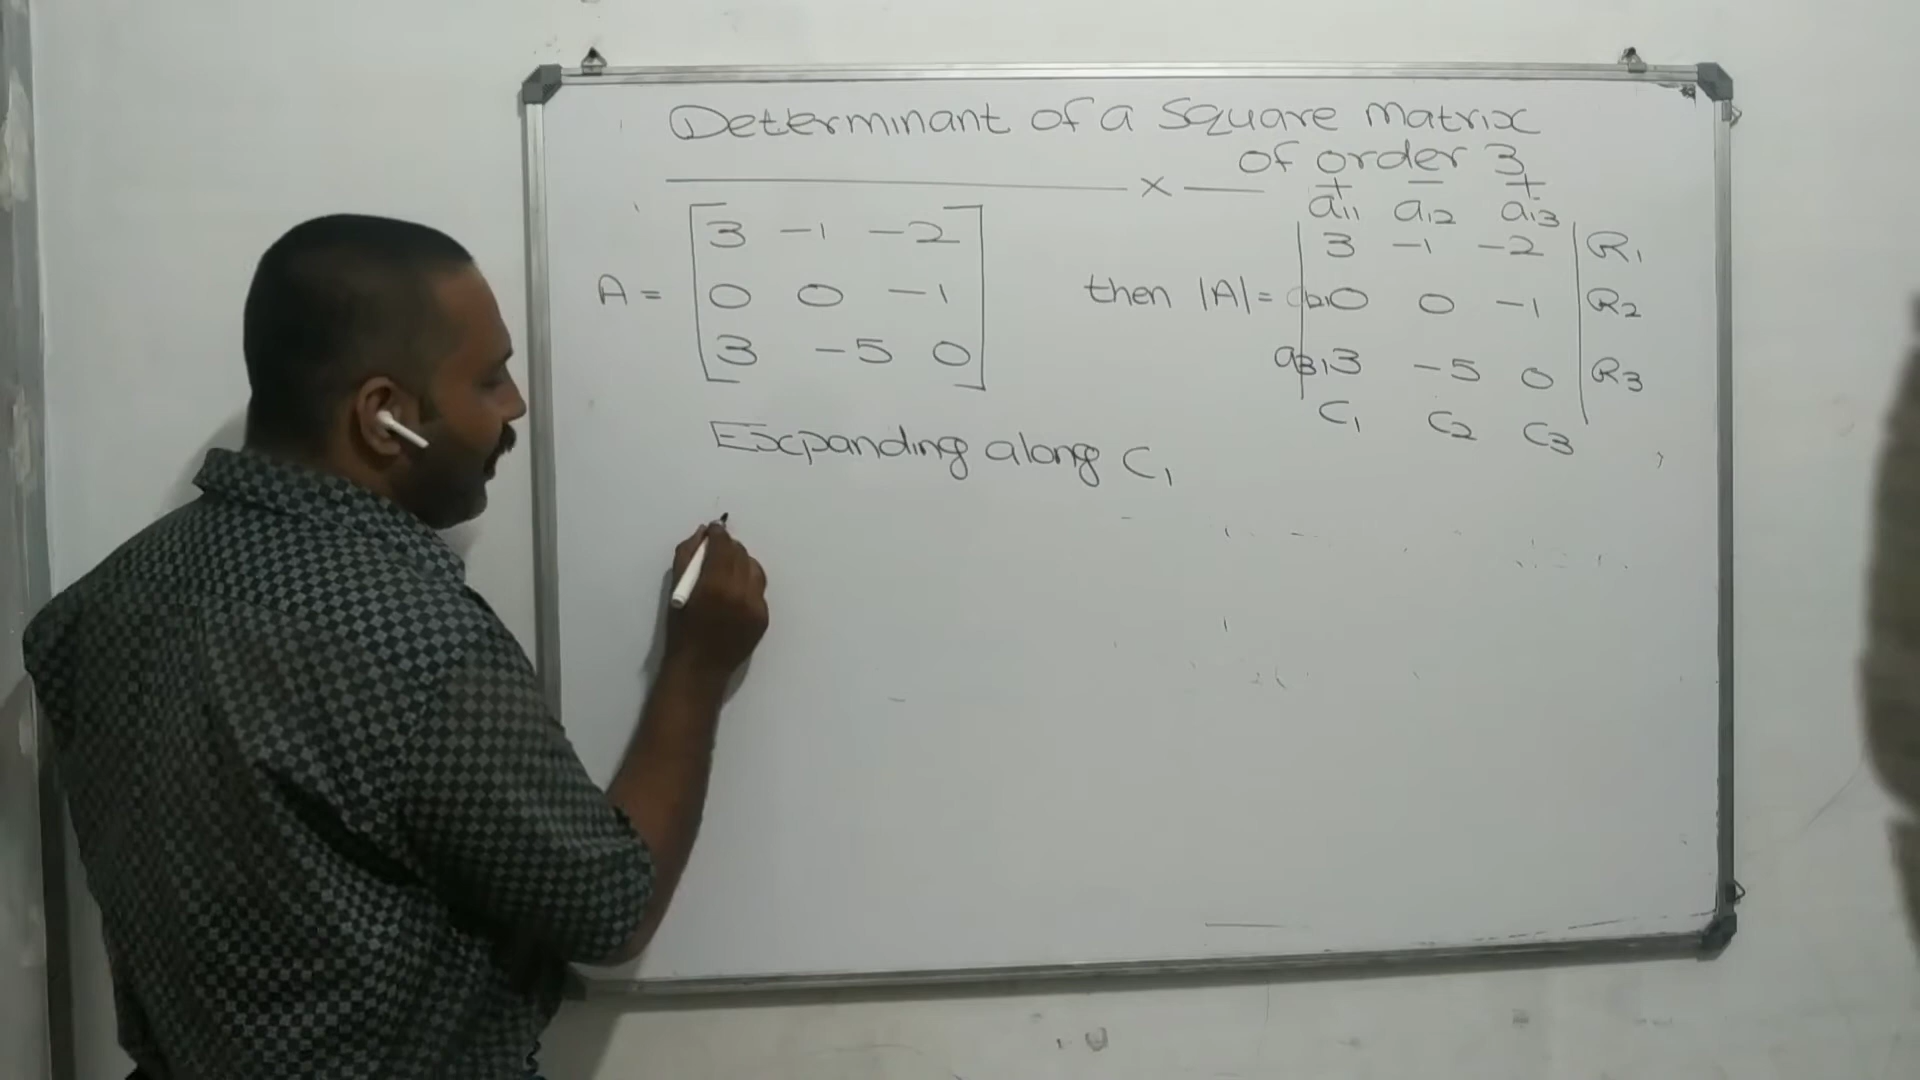 Determinant of a square matrix
of order 3
+ − +
a11 a12 a13
A = [3 -1 -2
0 0 -1
3 -5 0]
then |A| = |3 -1 -2| R1
a21 0 0 -1 R2
a31 3 -5 0 R3
C1 C2 C3
Expanding along C1